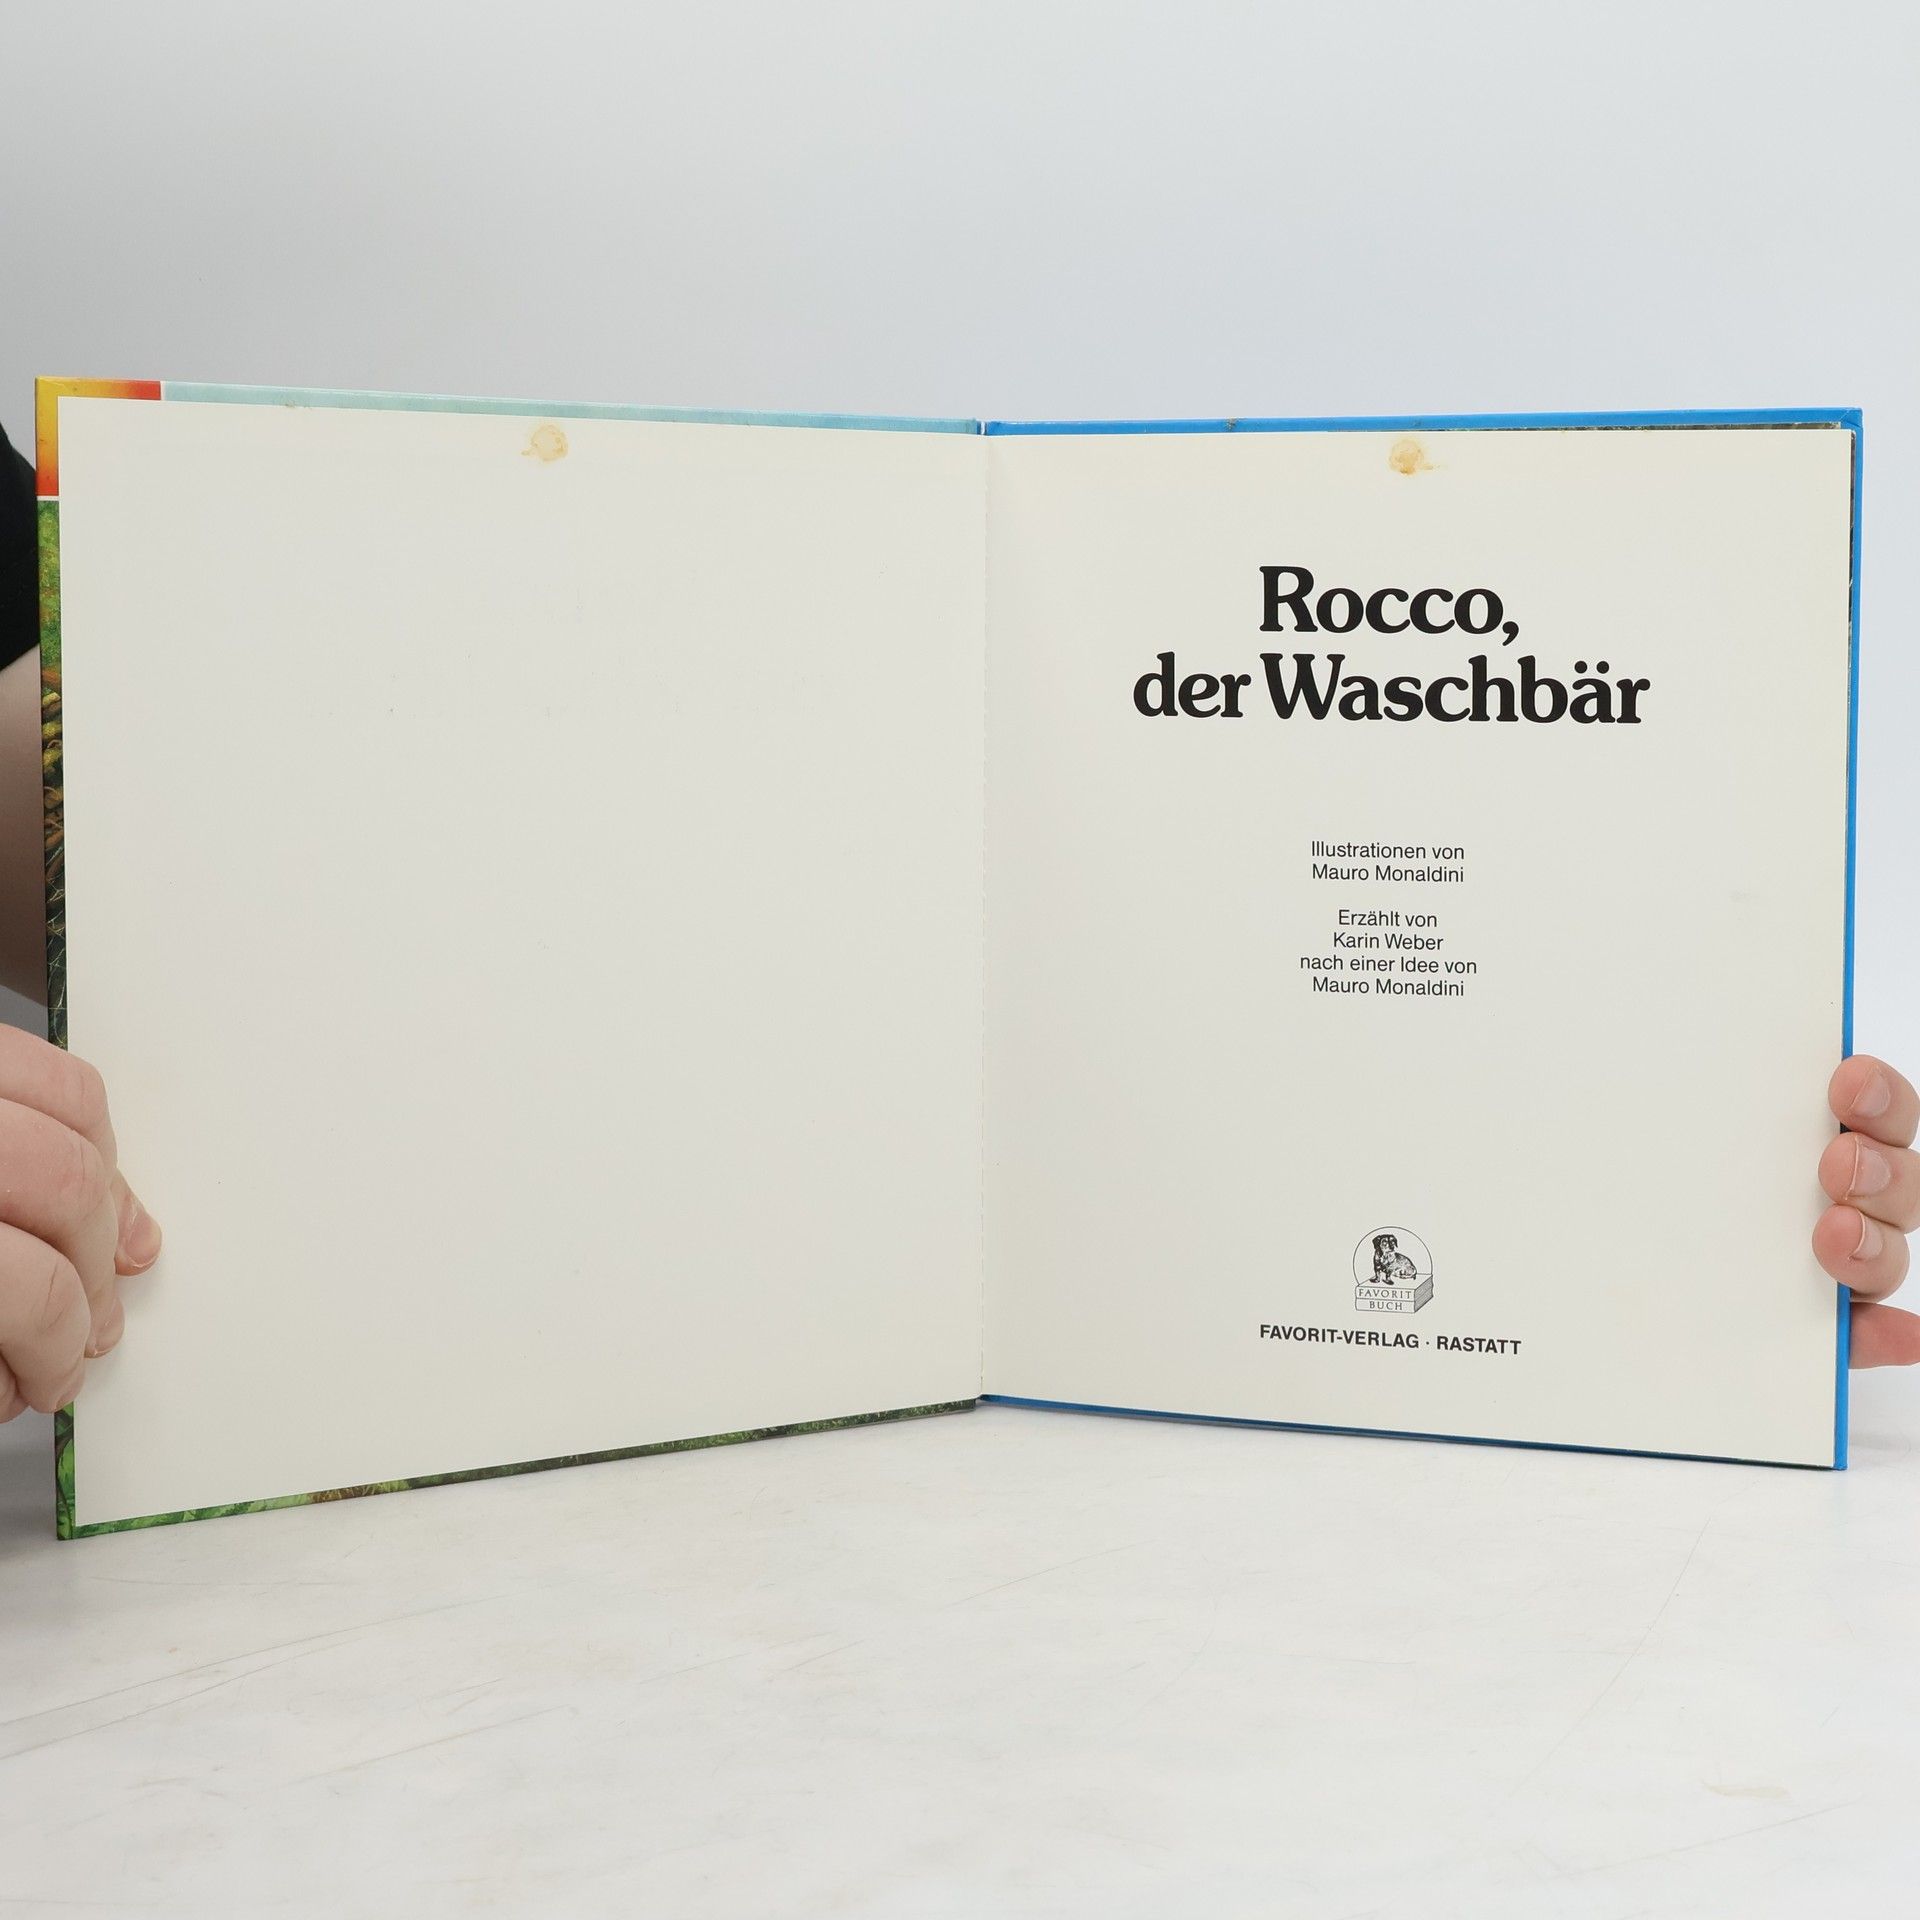 Rocco,
der Waschbär
Illustrationen von
Mauro Monaldini
Erzählt von
Karin Weber
nach einer Idee von
Mauro Monaldini
FAVORIT
BUCH
FAVORIT-VERLAG · RASTATT